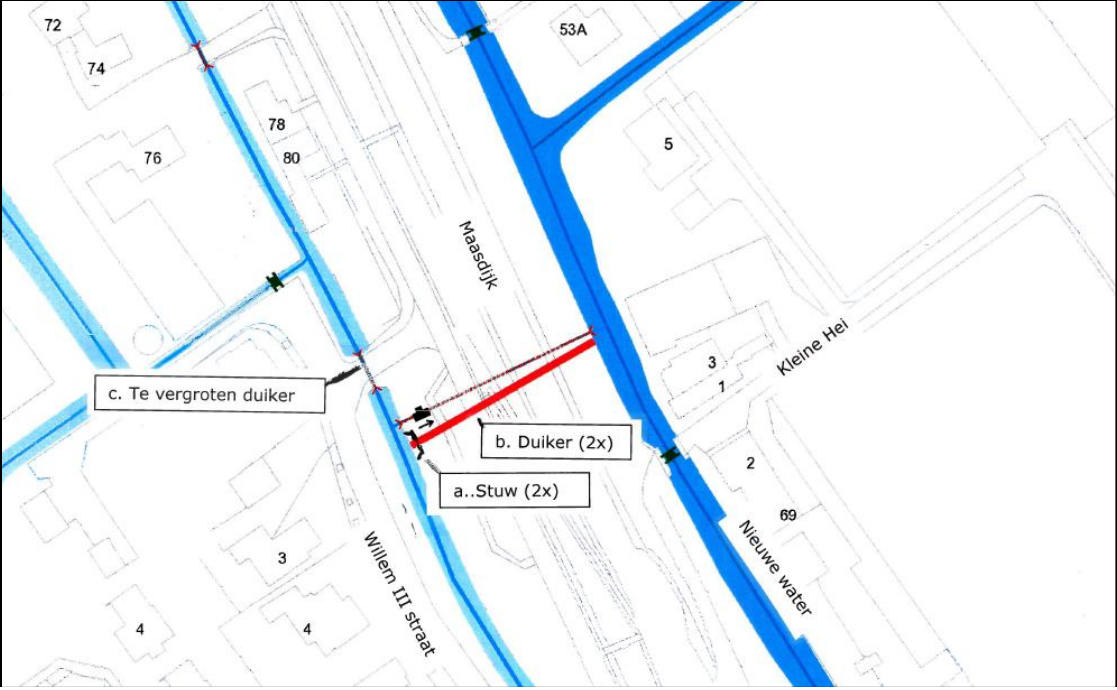 72
53A
74
78
5
76
80
Maasdijk
3
Kleine Hei
1
c. Te vergroten duiker
b. Duiker (2x)
2
a..Stuw (2x)
69
3
Willem III straat
Nieuwe water
4
4